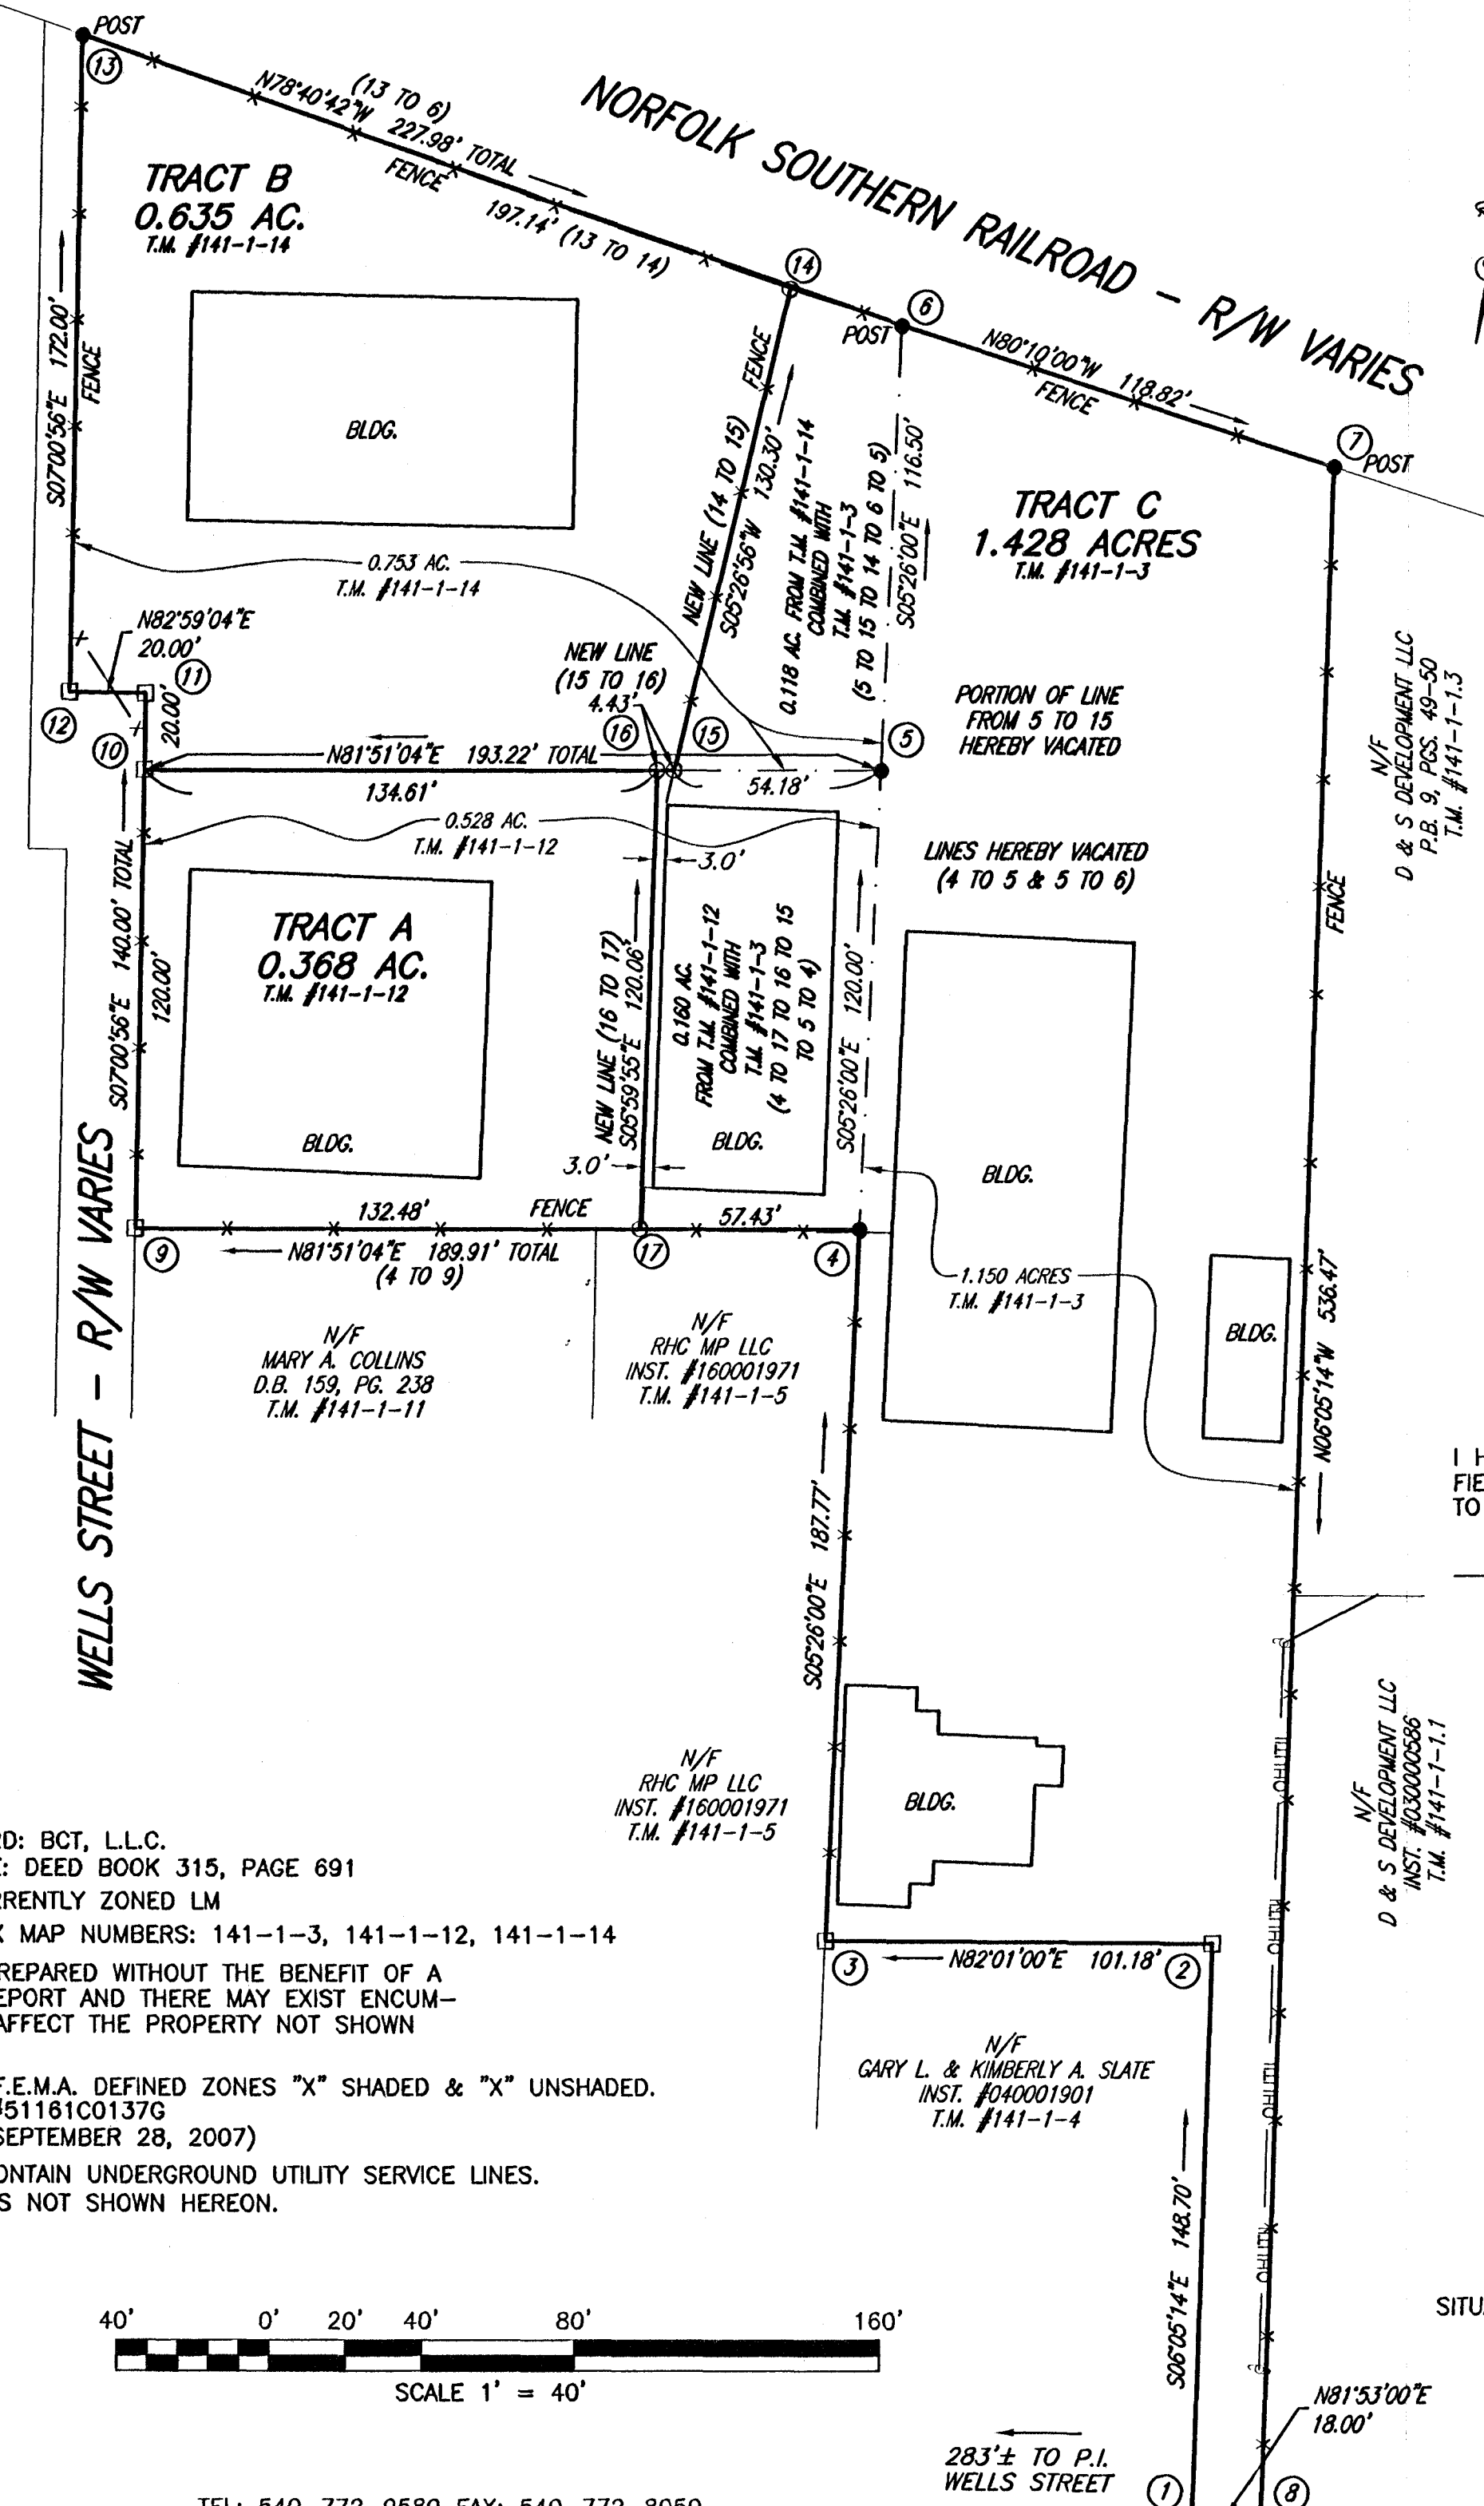 POST
13
(13 TO 6)
N78°40'42"W 227.98' TOTAL
FENCE
197.14' (13 TO 14)
NORFOLK SOUTHERN RAILROAD - R/W VARIES
TRACT B
0.635 AC.
T.M. #141-1-14
14
6
POST
N80°10'00"W 118.82'
FENCE
7
POST
S07°00'56"E 172.00'
FENCE
BLDG.
FENCE
NEW LINE (14 TO 15)
S05°26'56"W 130.30'
0.118 AC. FROM T.M. #141-1-14
COMBINED WITH
T.M. #141-1-3
(5 TO 15 TO 14 TO 6 TO 5)
S05°26'00"E 116.50'
TRACT C
1.428 ACRES
T.M. #141-1-3
0.753 AC.
T.M. #141-1-14
N82°59'04"E
20.00'
11
12
10
20.00'
NEW LINE
(15 TO 16)
4.43'
16
15
5
PORTION OF LINE
FROM 5 TO 15
HEREBY VACATED
N81°51'04"E 193.22' TOTAL
134.61'
54.18'
N/F
D & S DEVELOPMENT LLC
P.B. 9, PGS. 49-50
T.M. #141-1-1.3
0.528 AC.
T.M. #141-1-12
3.0'
LINES HEREBY VACATED
(4 TO 5 & 5 TO 6)
FENCE
S07°00'56"E 140.00' TOTAL
120.00'
TRACT A
0.368 AC.
T.M. #141-1-12
BLDG.
NEW LINE (16 TO 17)
S05°59'55"E 120.06'
0.160 AC.
FROM T.M. #141-1-12
COMBINED WITH
T.M. #141-1-3
(4 TO 17 TO 16 TO 15
TO 5 TO 4)
BLDG.
3.0'
S05°26'00"E 120.00'
BLDG.
132.48'
FENCE
57.43'
9
N81°51'04"E 189.91' TOTAL
(4 TO 9)
17
4
1.150 ACRES
T.M. #141-1-3
BLDG.
N06°05'14"W 536.47'
WELLS STREET - R/W VARIES
N/F
MARY A. COLLINS
D.B. 159, PG. 238
T.M. #141-1-11
N/F
RHC MP LLC
INST. #160001971
T.M. #141-1-5
I H
FIE
TO
S05°26'00"E 187.77'
N/F
RHC MP LLC
INST. #160001971
T.M. #141-1-5
BLDG.
OHUTIL
OHUTIL
OHUTIL
OHUTIL
N/F
D & S DEVELOPMENT LLC
INST. #030000586
T.M. #141-1-1.1
RD: BCT, L.L.C.
E: DEED BOOK 315, PAGE 691
RRENTLY ZONED LM
X MAP NUMBERS: 141-1-3, 141-1-12, 141-1-14
REPARED WITHOUT THE BENEFIT OF A
EPORT AND THERE MAY EXIST ENCUM-
AFFECT THE PROPERTY NOT SHOWN
3
N82°01'00"E 101.18'
2
N/F
GARY L. & KIMBERLY A. SLATE
INST. #040001901
T.M. #141-1-4
F.E.M.A. DEFINED ZONES "X" SHADED & "X" UNSHADED.
#51161C0137G
SEPTEMBER 28, 2007)
ONTAIN UNDERGROUND UTILITY SERVICE LINES.
S NOT SHOWN HEREON.
S06°05'14"E 148.70'
SITU
40' 0' 20' 40' 80' 160'
SCALE 1' = 40'
N81°53'00"E
18.00'
283'± TO P.I.
WELLS STREET
1
8
TEL: 540-772-9580 FAX: 540-772-8050